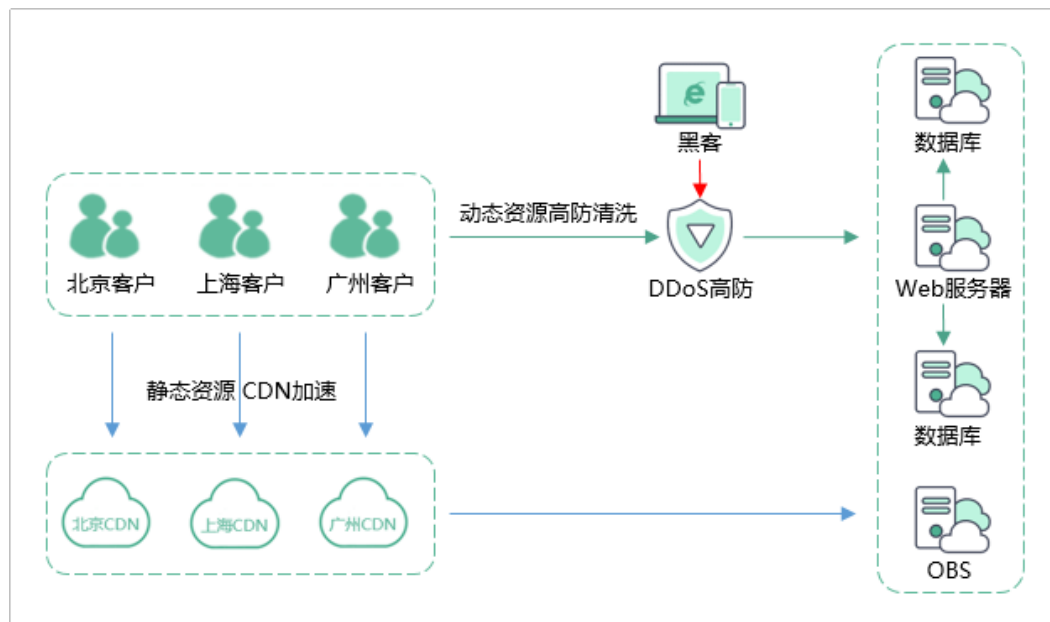 黑客
数据库
动态资源高防清洗
北京客户
上海客户
广州客户
DDoS高防
Web服务器
静态资源 CDN加速
数据库
北京CDN
上海CDN
广州CDN
OBS